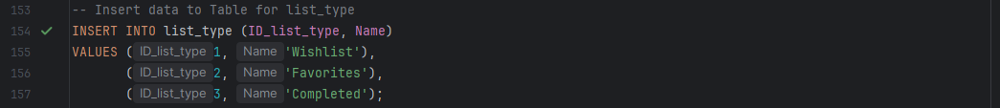 153 -- Insert data to Table for list_type
154 INSERT INTO list_type (ID_list_type, Name)
155 VALUES ( ID_list_type 1, Name 'Wishlist'),
156 ( ID_list_type 2, Name 'Favorites'),
157 ( ID_list_type 3, Name 'Completed');